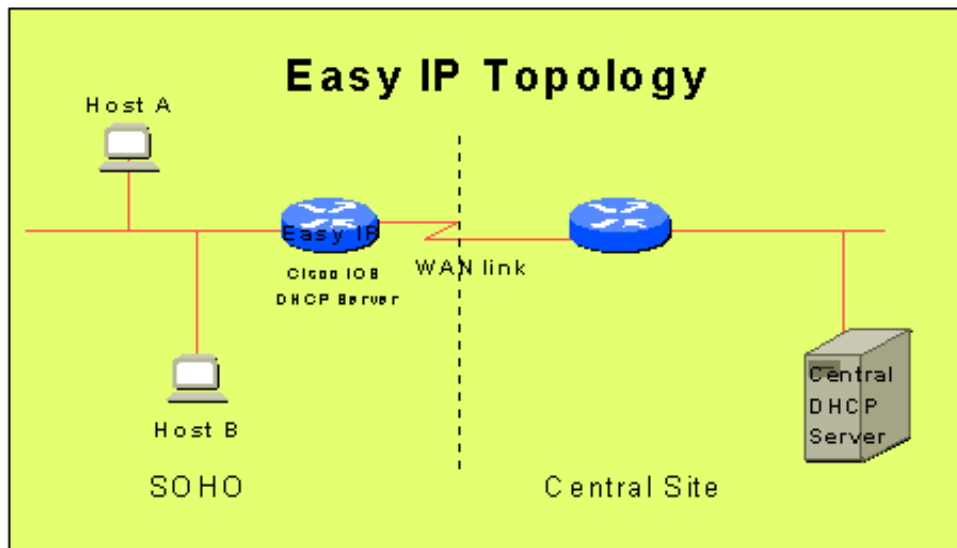 Easy IP Topology
Host A
Easy IP
Cisco IOS
DHCP Server
WAN link
Host B
Central
DHCP
Server
SOHO
Central Site